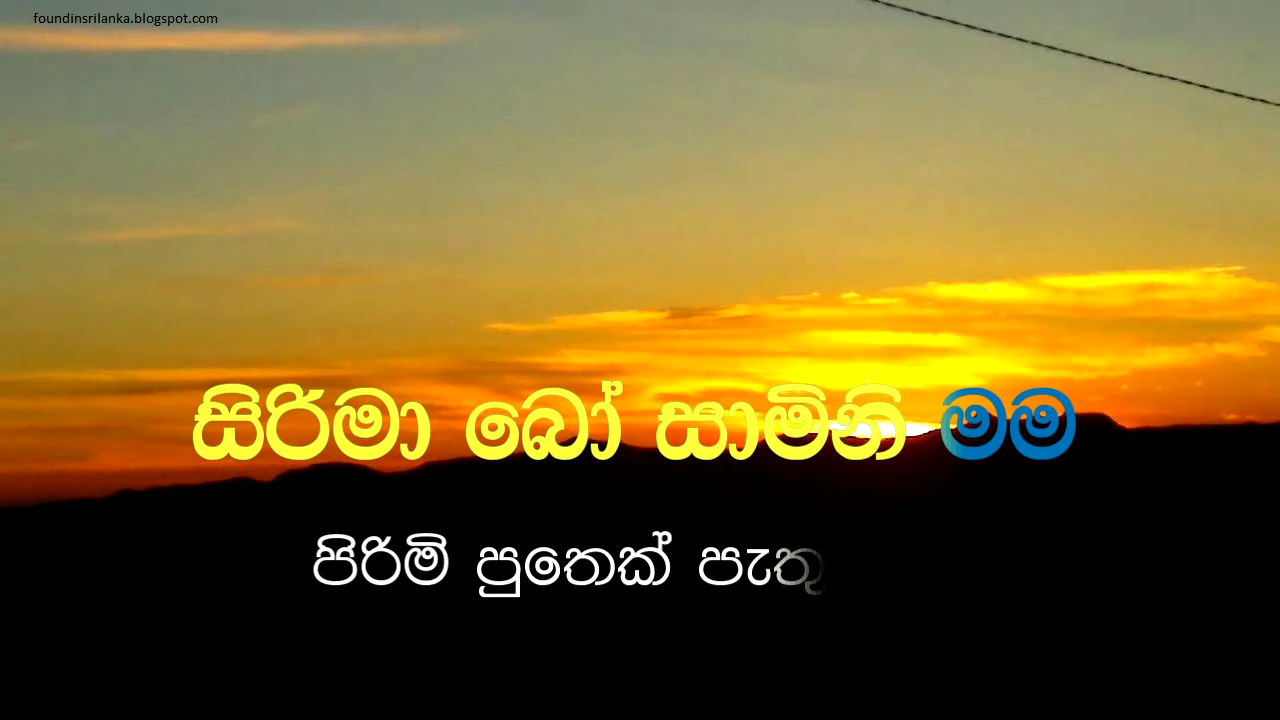 foundinsrilanka.blogspot.com
සිරිමා බෝ සාමිනි මම
පිරිමි පුතෙක් පැතු